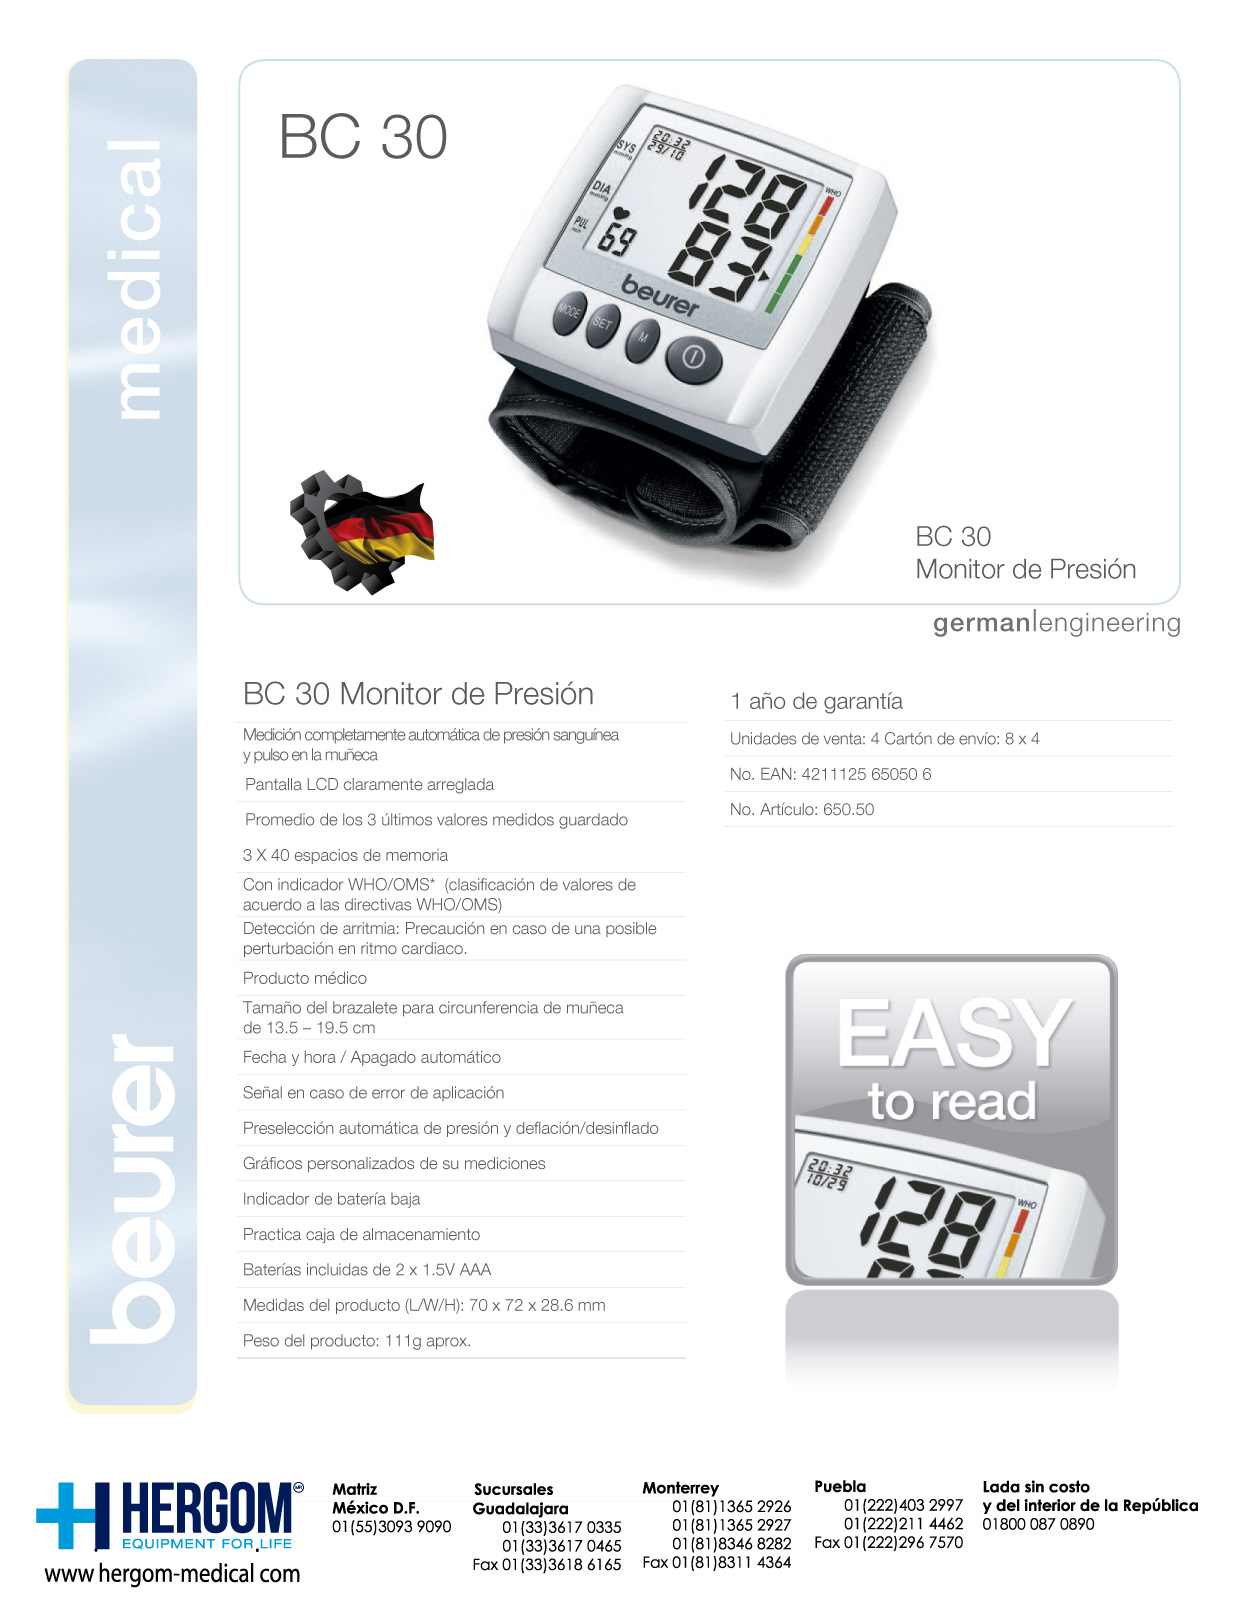 medical
beurer
BC 30
20:32
29/10
SYS
mmHg
DIA
mmHg
PUL
128
83
69
WHO
beurer
MODE
SET
M
BC 30
Monitor de Presión
german|engineering
BC 30 Monitor de Presión
Medición completamente automática de presión sanguínea
y pulso en la muñeca
Pantalla LCD claramente arreglada
Promedio de los 3 últimos valores medidos guardado
3 X 40 espacios de memoria
Con indicador WHO/OMS* (clasificación de valores de
acuerdo a las directivas WHO/OMS)
Detección de arritmia: Precaución en caso de una posible
perturbación en ritmo cardiaco.
Producto médico
Tamaño del brazalete para circunferencia de muñeca
de 13.5 – 19.5 cm
Fecha y hora / Apagado automático
Señal en caso de error de aplicación
Preselección automática de presión y deflación/desinflado
Gráficos personalizados de su mediciones
Indicador de batería baja
Practica caja de almacenamiento
Baterías incluidas de 2 x 1.5V AAA
Medidas del producto (L/W/H): 70 x 72 x 28.6 mm
Peso del producto: 111g aprox.
1 año de garantía
Unidades de venta: 4 Cartón de envío: 8 x 4
No. EAN: 4211125 65050 6
No. Artículo: 650.50
EASY
to read
20:32
10/29
128
WHO
HERGOM MR
EQUIPMENT FOR LIFE
www.hergom-medical.com
Matriz
México D.F.
01(55)3093 9090
Sucursales
Guadalajara
01(33)3617 0335
01(33)3617 0465
Fax 01(33)3618 6165
Monterrey
01(81)1365 2926
01(81)1365 2927
01(81)8346 8282
Fax 01(81)8311 4364
Puebla
01(222)403 2997
01(222)211 4462
Fax 01(222)296 7570
Lada sin costo
y del interior de la República
01800 087 0890